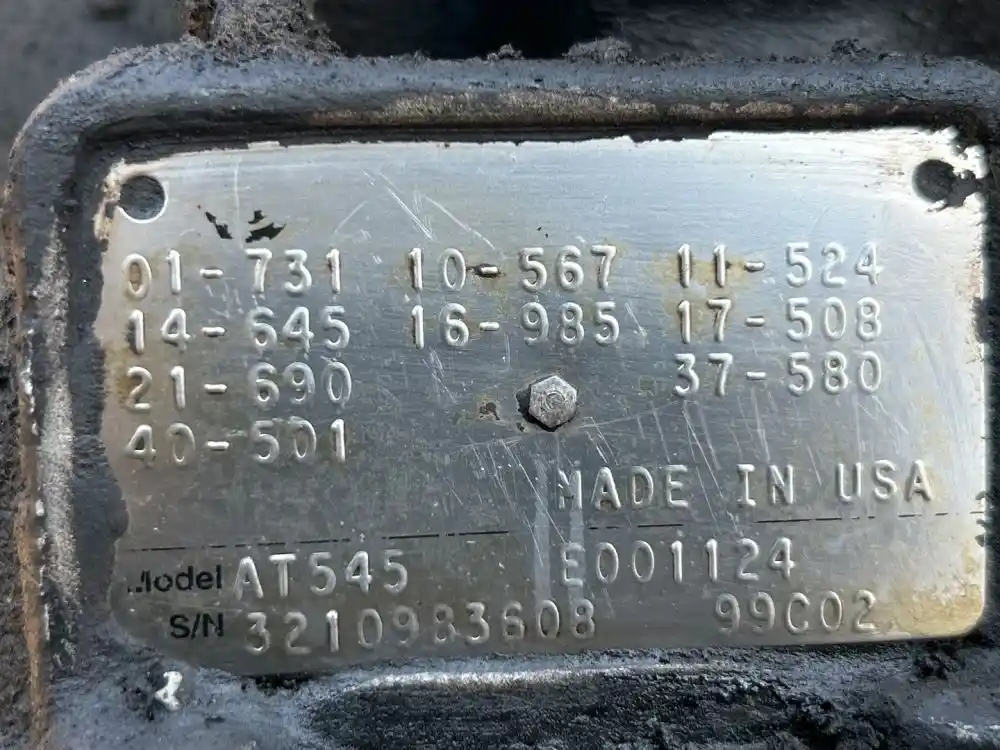 01-731 10-567 11-524
14-645 16-985 17-508
21-690 37-580
40-501
MADE IN USA
Model AT545 E001124
S/N 3210983608 99C02